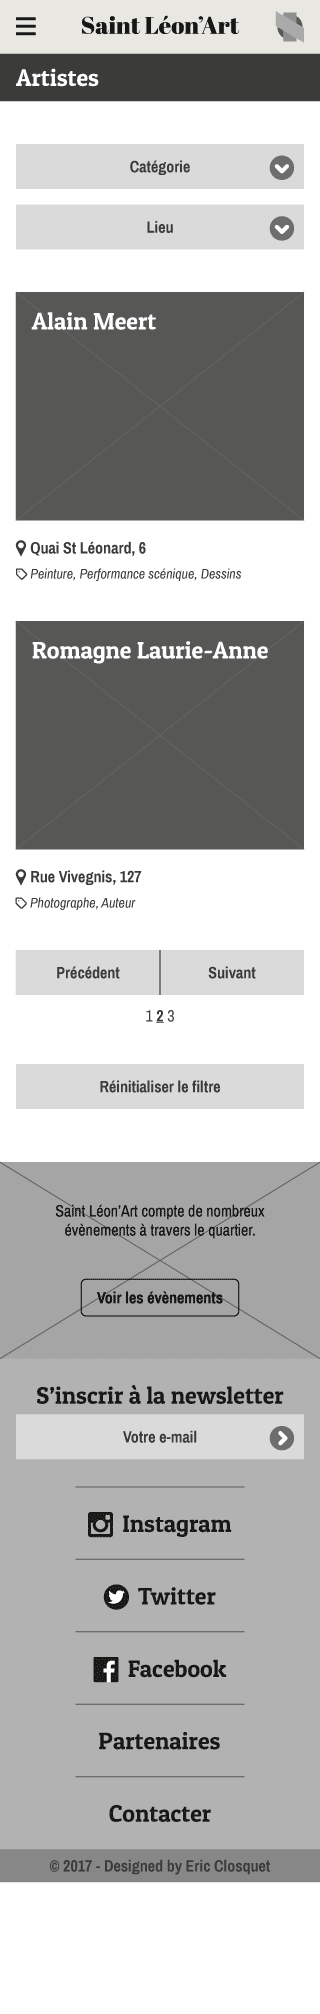 Saint Léon’Art
Artistes
Catégorie
Lieu
Alain Meert
Quai St Léonard, 6
Peinture, Performance scénique, Dessins
Romagne Laurie-Anne
Rue Vivegnis, 127
Photographe, Auteur
Précédent Suivant
1 2 3
Réinitialiser le filtre
Saint Léon’Art compte de nombreux
évènements à travers le quartier.
Voir les évènements
S’inscrir à la newsletter
Votre e-mail
Instagram
Twitter
Facebook
Partenaires
Contacter
© 2017 - Designed by Eric Closquet